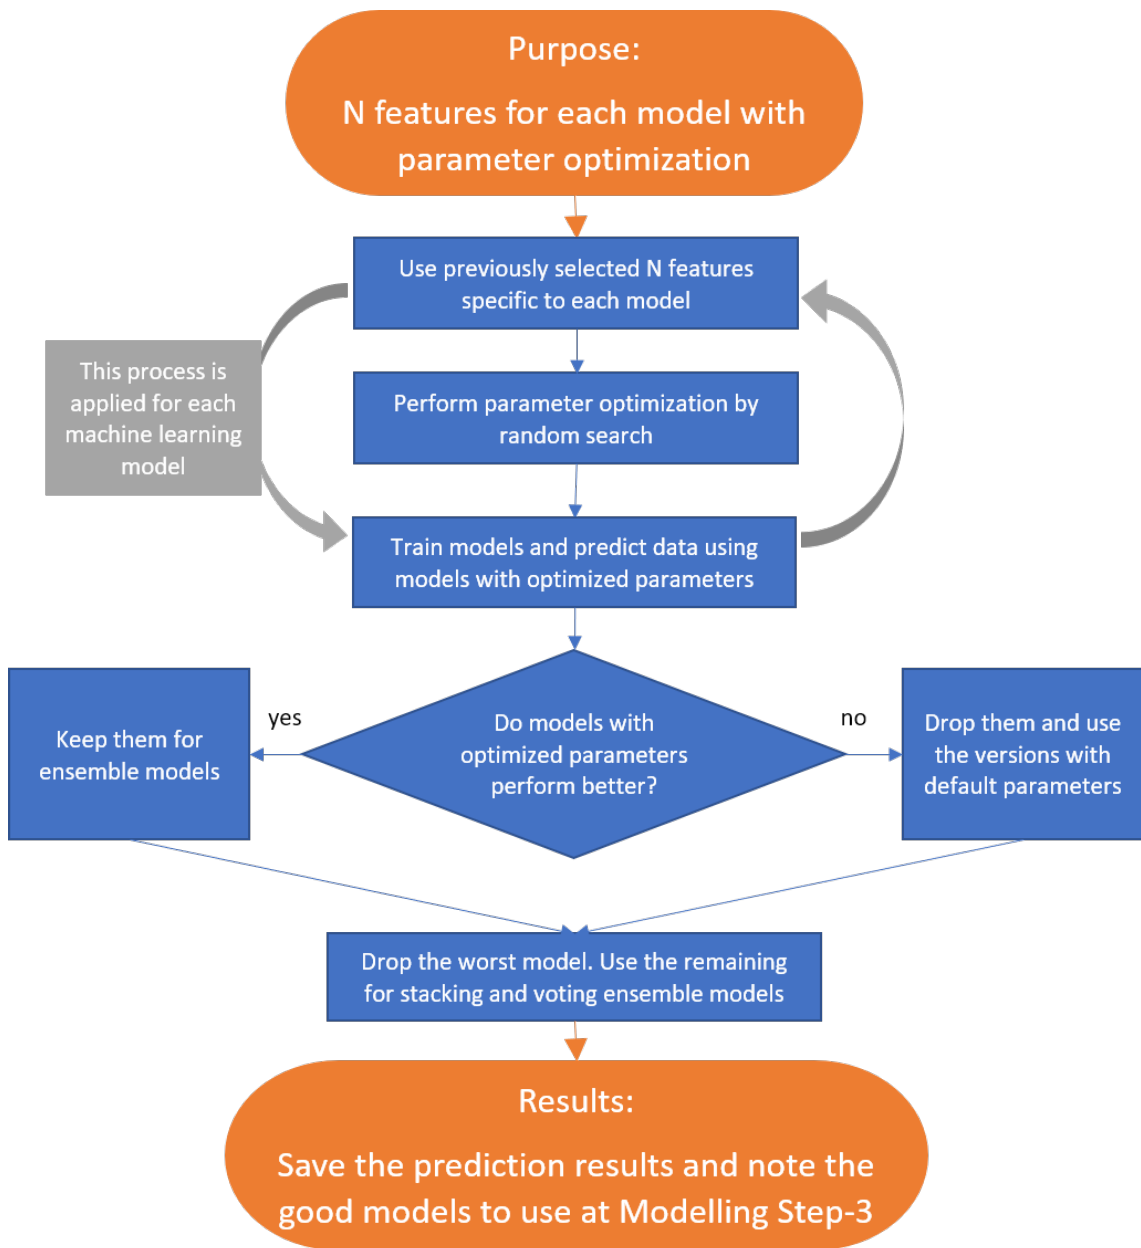 Purpose:
N features for each model with
parameter optimization
Use previously selected N features
specific to each model
This process is
applied for each
machine learning
model
Perform parameter optimization by
random search
Train models and predict data using
models with optimized parameters
yes
no
Keep them for
ensemble models
Do models with
optimized parameters
perform better?
Drop them and use
the versions with
default parameters
Drop the worst model. Use the remaining
for stacking and voting ensemble models
Results:
Save the prediction results and note the
good models to use at Modelling Step-3